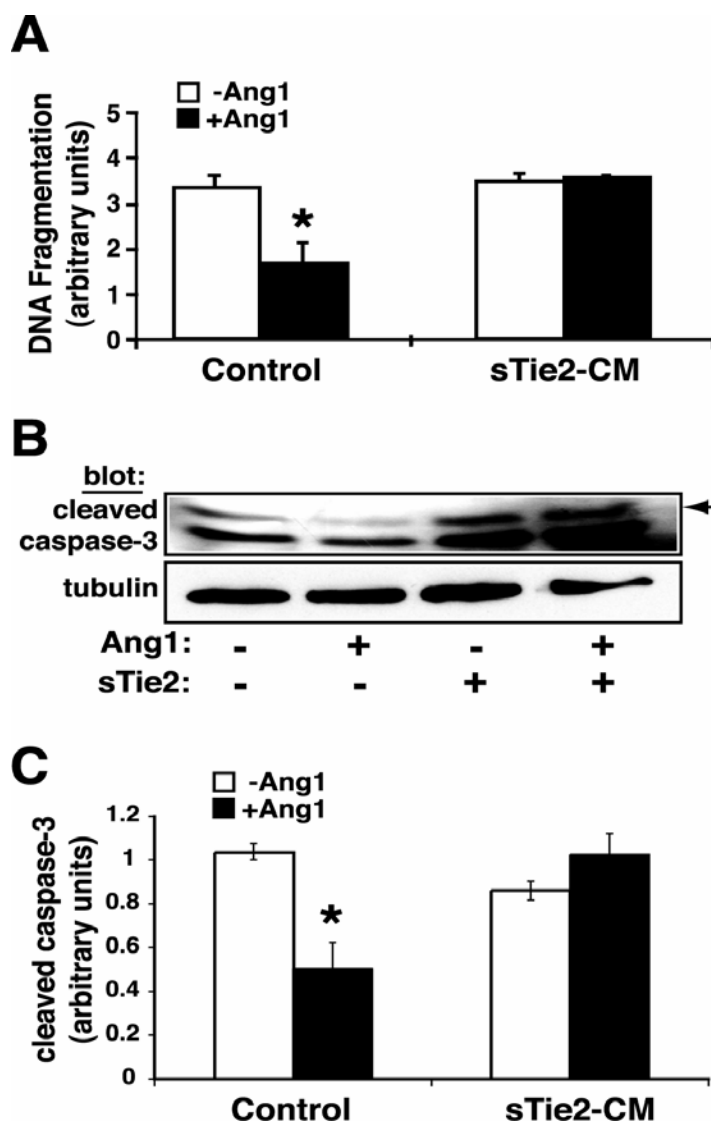 A
-Ang1
+Ang1
DNA Fragmentation
(arbitrary units)
5
4
3
2
1
0
*
Control
sTie2-CM
B
blot:
cleaved
caspase-3
tubulin
Ang1: - + - +
sTie2: - - + +
C
-Ang1
+Ang1
cleaved caspase-3
(arbitrary units)
1.2
1
0.8
0.6
0.4
0.2
0
*
Control
sTie2-CM